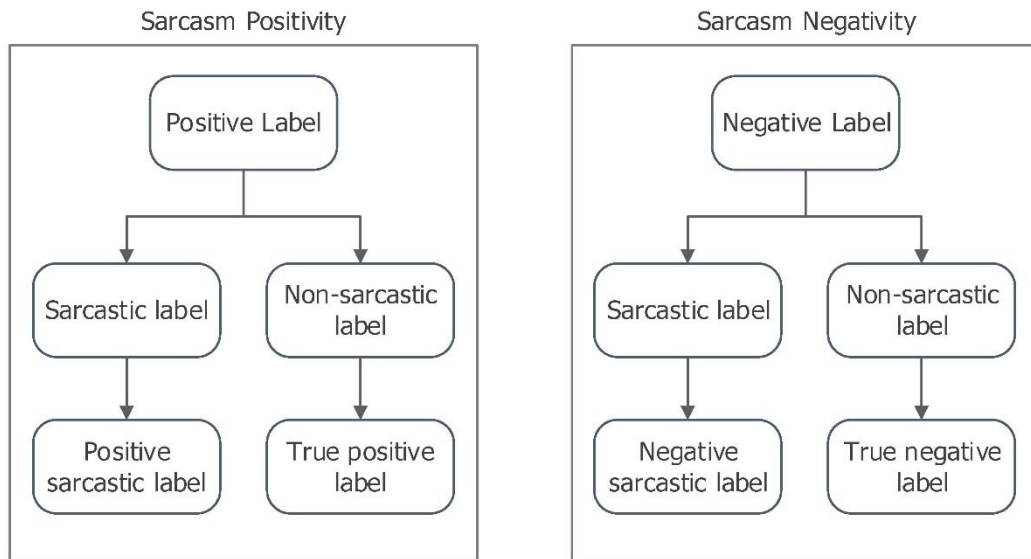 Sarcasm Positivity
Positive Label
Sarcastic label
Non-sarcastic
label
Positive
sarcastic label
True positive
label
Sarcasm Negativity
Negative Label
Sarcastic label
Non-sarcastic
label
Negative
sarcastic label
True negative
label